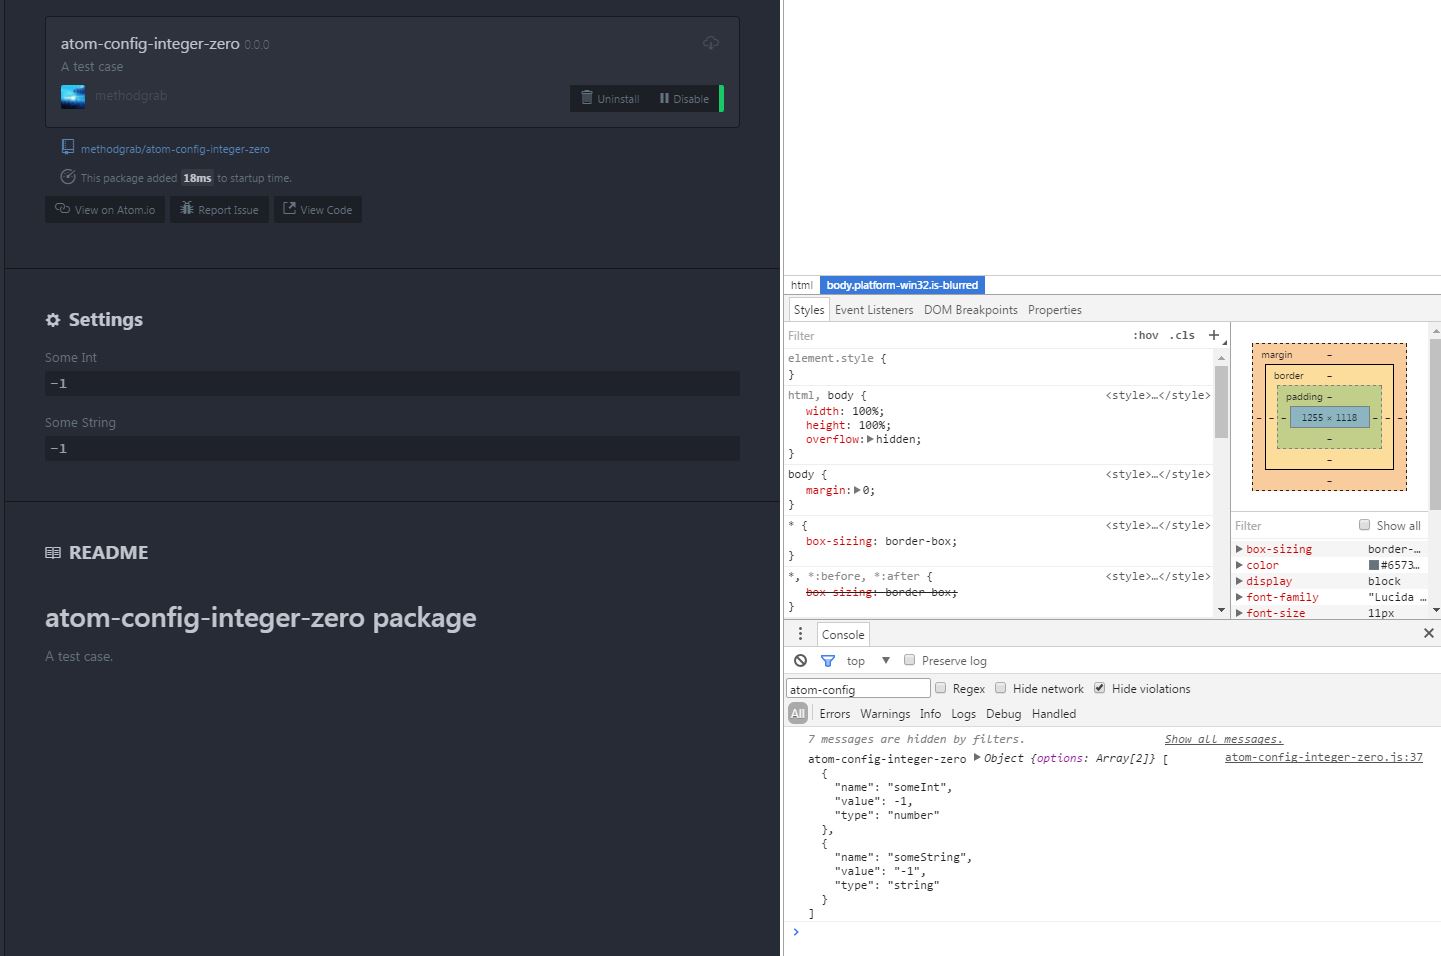 atom-config-integer-zero 0.0.0
A test case
methodgrab
Uninstall Disable
methodgrab/atom-config-integer-zero
This package added 18ms to startup time.
View on Atom.io Report Issue View Code
Settings
Some Int
-1
Some String
-1
README
atom-config-integer-zero package
A test case.
html body.platform-win32.is-blurred
Styles Event Listeners DOM Breakpoints Properties
Filter :hov .cls +
element.style {
}
html, body { <style>…</style>
width: 100%;
height: 100%;
overflow: hidden;
}
body { <style>…</style>
margin: 0;
}
* { <style>…</style>
box-sizing: border-box;
}
*, *:before, *:after { <style>…</style>
box-sizing: border-box;
}
margin –
border –
padding –
– – – 1255 × 1118 – – –
–
–
–
Filter Show all
box-sizing border-…
color #6573…
display block
font-family "Lucida …
font-size 11px
Console
top Preserve log
atom-config Regex Hide network Hide violations
All Errors Warnings Info Logs Debug Handled
7 messages are hidden by filters. Show all messages.
atom-config-integer-zero Object {options: Array[2]} [ atom-config-integer-zero.js:37
{
"name": "someInt",
"value": -1,
"type": "number"
},
{
"name": "someString",
"value": "-1",
"type": "string"
}
]